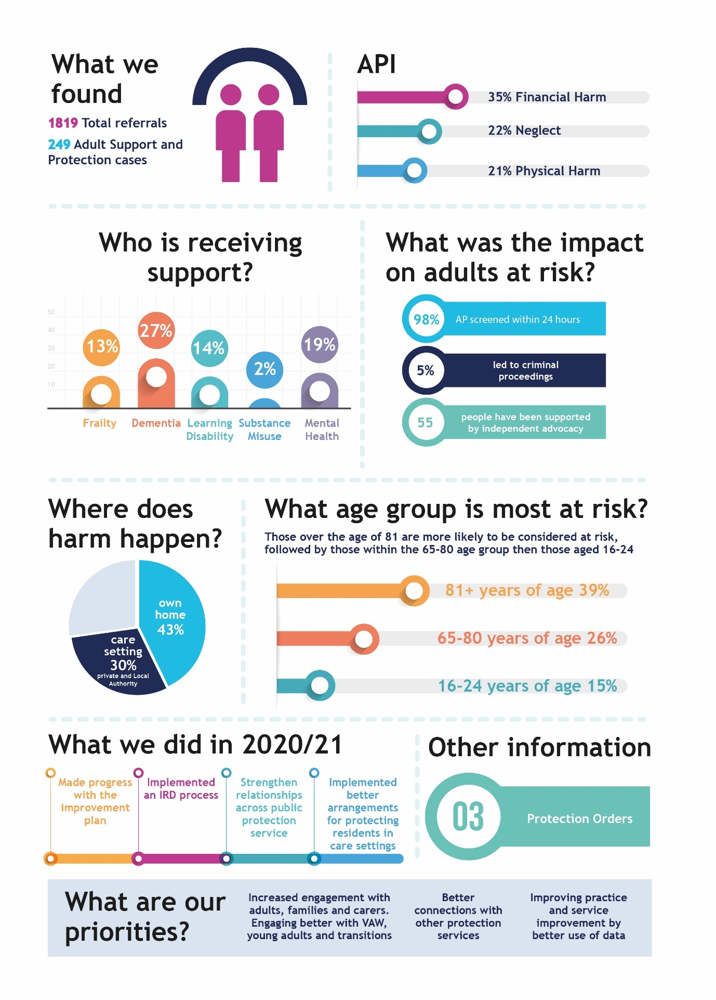 What we
found
1819 Total referrals
249 Adult Support and
Protection cases
API
35% Financial Harm
22% Neglect
21% Physical Harm
Who is receiving
support?
50
40
30
20
10
13%
27%
14%
2%
19%
Frailty
Dementia
Learning
Disability
Substance
Misuse
Mental
Health
What was the impact
on adults at risk?
98% AP screened within 24 hours
5% led to criminal
proceedings
55 people have been supported
by independent advocacy
Where does
harm happen?
own
home
43%
care
setting
30%
private and Local
Authority
What age group is most at risk?
Those over the age of 81 are more likely to be considered at risk,
followed by those within the 65-80 age group then those aged 16-24
81+ years of age 39%
65-80 years of age 26%
16-24 years of age 15%
What we did in 2020/21
Made progress
with the
improvement
plan
Implemented
an IRD process
Strengthen
relationships
across public
protection
service
Implemented
better
arrangements
for protecting
residents in
care settings
Other information
03 Protection Orders
What are our
priorities?
Increased engagement with
adults, families and carers.
Engaging better with VAW,
young adults and transitions
Better
connections with
other protection
services
Improving practice
and service
improvement by
better use of data